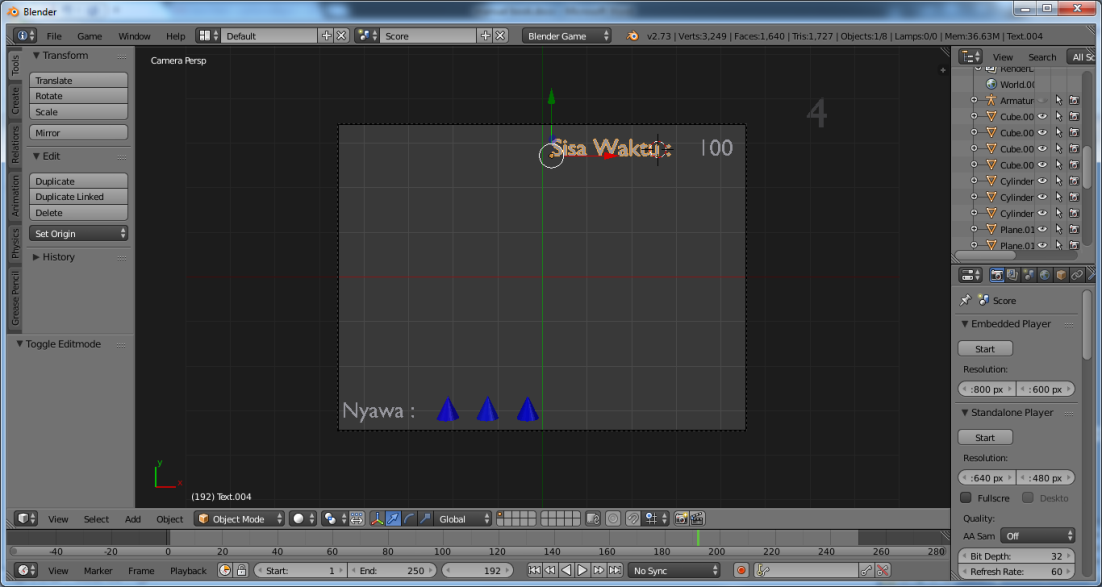 Blender
File Game Window Help Default Score Blender Game v2.73 | Verts:3,249 | Faces:1,640 | Tris:1,727 | Objects:1/8 | Lamps:0/0 | Mem:36.63M | Text.004
Tools
Create
Relations
Animation
Physics
Grease Pencil
Transform
Translate
Rotate
Scale
Mirror
Edit
Duplicate
Duplicate Linked
Delete
Set Origin
History
Toggle Editmode
Camera Persp
4
Sisa Waktu : 100
Nyawa :
y
x
(192) Text.004
View Select Add Object Object Mode Global
-40 -20 0 20 40 60 80 100 120 140 160 180 200 220 240 260 280
View Marker Frame Playback Start: 1 End: 250 192 No Sync
View Search All Sc
RenderL
World.00
Armatur
Cube.00
Cube.00
Cube.00
Cube.00
Cylinder
Cylinder
Cylinder
Plane.01
Plane.01
Score
Embedded Player
Start
Resolution:
:800 px :600 px
Standalone Player
Start
Resolution:
:640 px :480 px
Fullscre Deskto
Quality:
AA Sam Off
Bit Depth: 32
Refresh Rate: 60